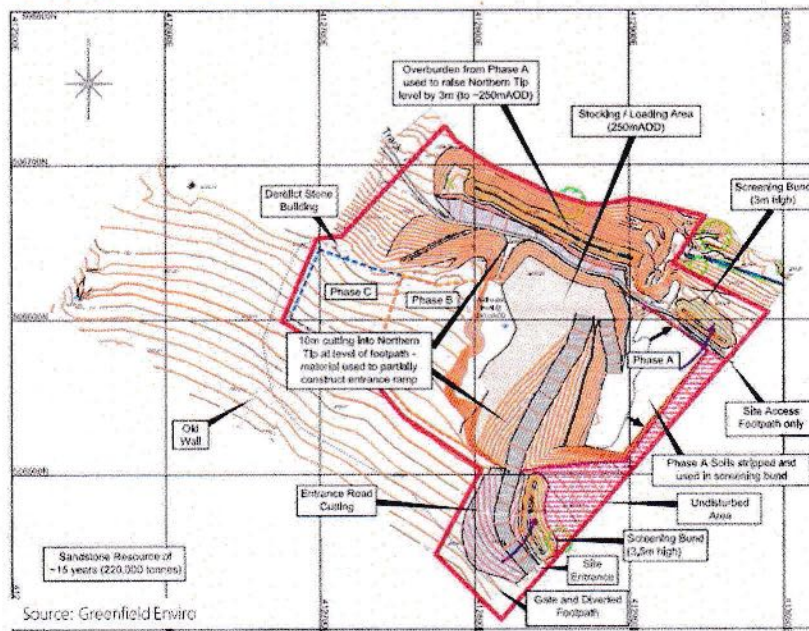 412000E
412800E
412900E
Overburden from Phase A
used to raise Northern Tip
level by 3m (to ~250mAOD)
Stocking / Loading Area
(250mAOD)
Track
Screening Bund
(3m high)
Derelict Stone
Building
Phase C
Phase B
10m cutting into Northern
Tip at level of footpath -
material used to partially
construct entrance ramp
Phase A
Old
Wall
Site Access
Footpath only
Phase A Soils stripped and
used in screening bund
Entrance Road
Cutting
Undisturbed
Area
Screening Bund
(3.5m high)
Sandstone Resource of
~15 years (220,000 tonnes)
Site
Entrance
Gate and Diverted
Footpath
Source: Greenfield Enviro